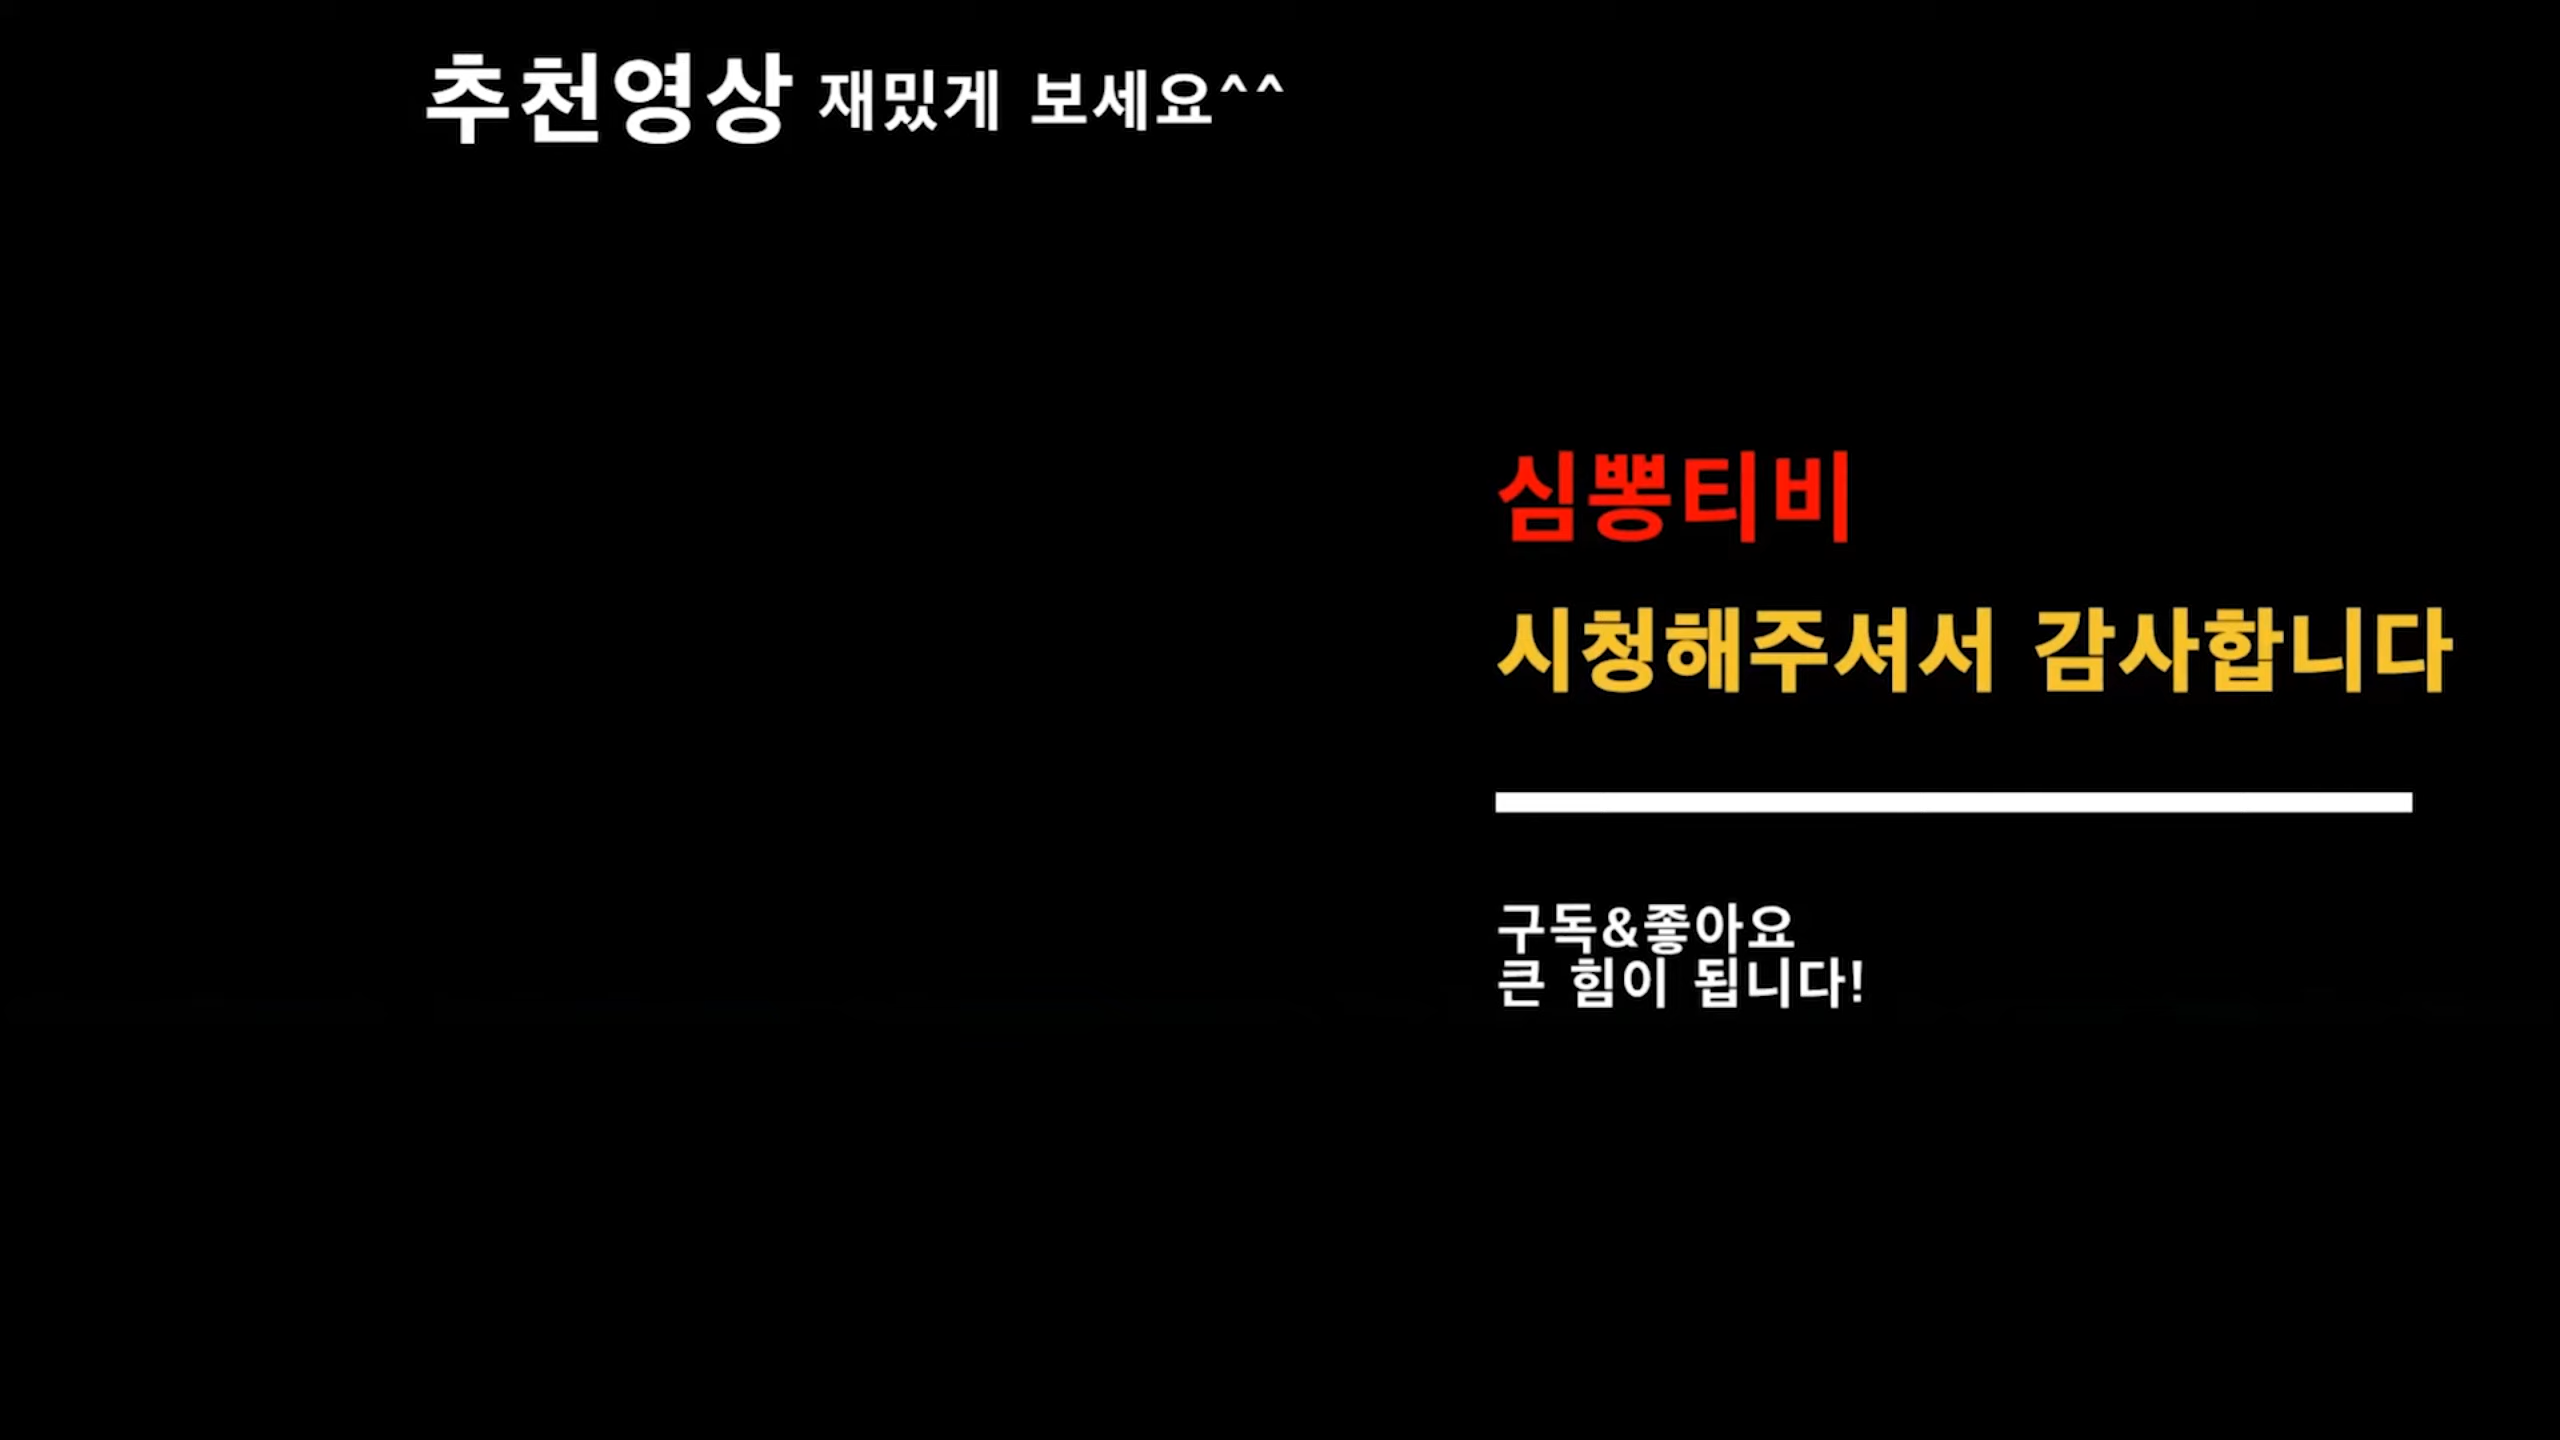 추천영상 재밌게 보세요^^
심뽕티비
시청해주셔서 감사합니다
구독&좋아요
큰 힘이 됩니다!